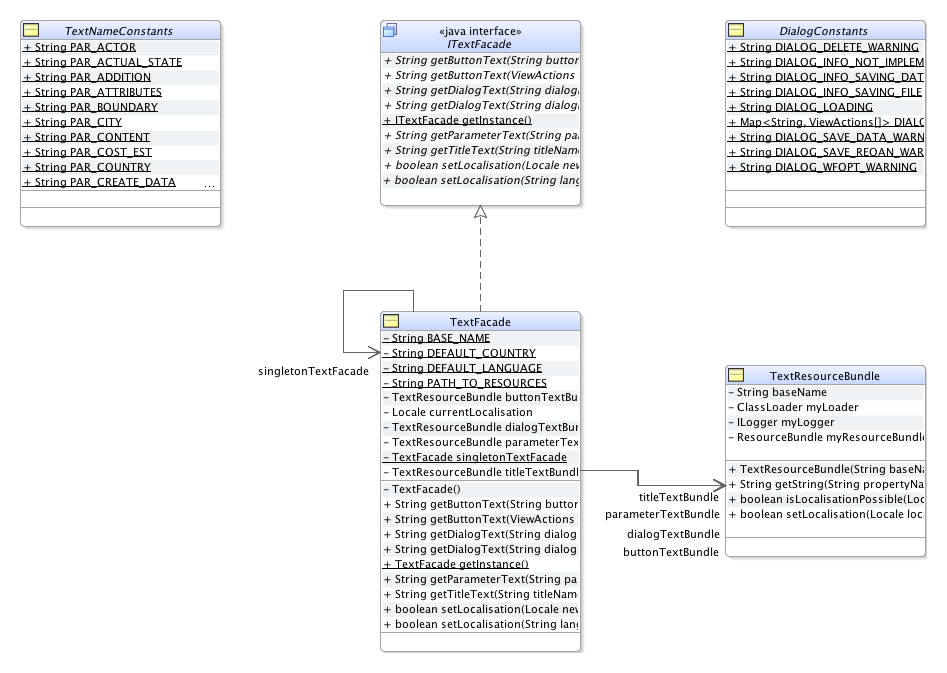 TextNameConstants
+ String PAR_ACTOR
+ String PAR_ACTUAL_STATE
+ String PAR_ADDITION
+ String PAR_ATTRIBUTES
+ String PAR_BOUNDARY
+ String PAR_CITY
+ String PAR_CONTENT
+ String PAR_COST_EST
+ String PAR_COUNTRY
+ String PAR_CREATE_DATA ...
«java interface»
ITextFacade
+ String getButtonText(String button
+ String getButtonText(ViewActions
+ String getDialogText(String dialog
+ String getDialogText(String dialog
+ ITextFacade getInstance()
+ String getParameterText(String pa
+ String getTitleText(String titleNam
+ boolean setLocalisation(Locale nev
+ boolean setLocalisation(String lang
DialogConstants
+ String DIALOG_DELETE_WARNING
+ String DIALOG_INFO_NOT_IMPLEM
+ String DIALOG_INFO_SAVING_DAT
+ String DIALOG_INFO_SAVING_FILE
+ String DIALOG_LOADING
+ Map<String, ViewActions[]> DIALO
+ String DIALOG_SAVE_DATA_WARN
+ String DIALOG_SAVE_REOAN_WAR
+ String DIALOG_WFOPT_WARNING
singletonTextFacade
TextFacade
- String BASE_NAME
- String DEFAULT_COUNTRY
- String DEFAULT_LANGUAGE
- String PATH_TO_RESOURCES
- TextResourceBundle buttonTextBu
- Locale currentLocalisation
- TextResourceBundle dialogTextBun
- TextResourceBundle parameterTex
- TextFacade singletonTextFacade
- TextResourceBundle titleTextBundl
- TextFacade()
+ String getButtonText(String button
+ String getButtonText(ViewActions
+ String getDialogText(String dialog
+ String getDialogText(String dialog
+ TextFacade getInstance()
+ String getParameterText(String pa
+ String getTitleText(String titleNam
+ boolean setLocalisation(Locale nev
+ boolean setLocalisation(String lang
titleTextBundle
parameterTextBundle
dialogTextBundle
buttonTextBundle
TextResourceBundle
- String baseName
- ClassLoader myLoader
- ILogger myLogger
- ResourceBundle myResourceBundle
+ TextResourceBundle(String baseNa
+ String getString(String propertyNa
+ boolean isLocalisationPossible(Loc
+ boolean setLocalisation(Locale loc